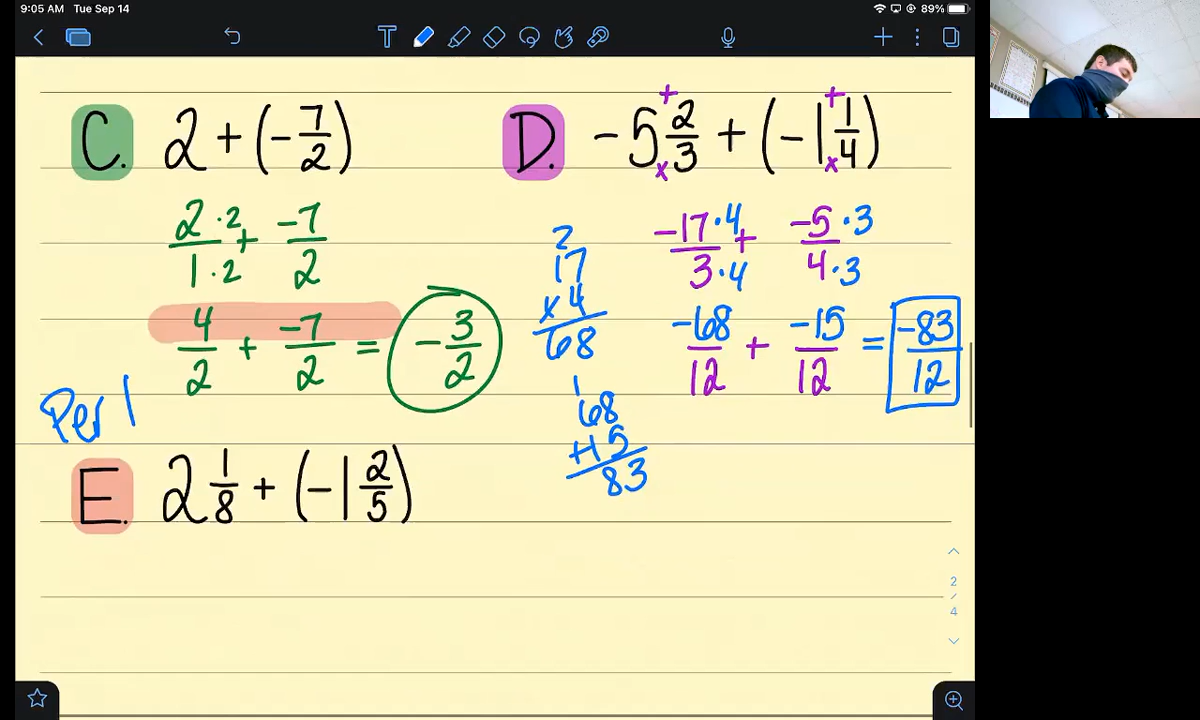 9:05 AM Tue Sep 14
89%
T
C. 2 + (-7/2)
2·2/1·2 + -7/2
4/2 + -7/2 = -3/2
D. -5 2/3 + (-1 1/4)
+ +
x x
-17·4/3·4 + -5·3/4·3
-68/12 + -15/12 = -83/12
2
17
x4
68
1
68
+15
83
Per 1
E. 2 1/8 + (-1 2/5)
2
/
4